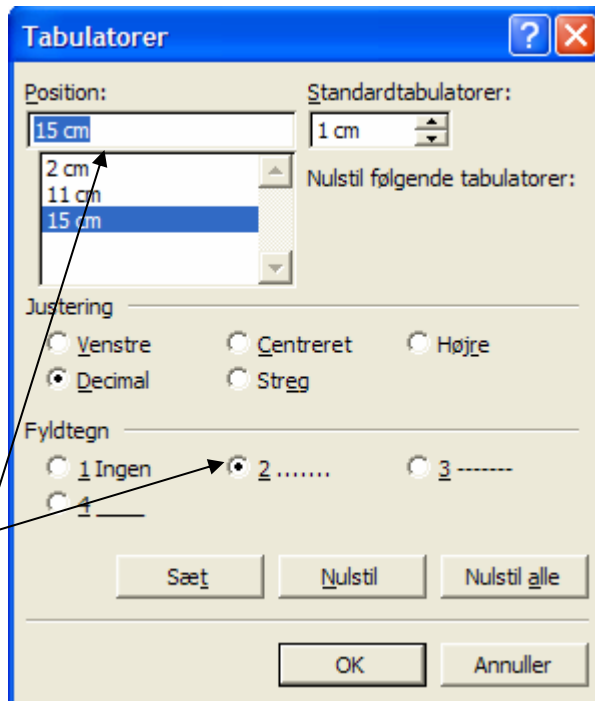 Tabulatorer
Position: Standardtabulatorer:
15 cm 1 cm
2 cm Nulstil følgende tabulatorer:
11 cm
15 cm
Justering
Venstre Centreret Højre
Decimal Streg
Fyldtegn
1 Ingen 2 ....... 3 -------
4 ____
Sæt Nulstil Nulstil alle
OK Annuller